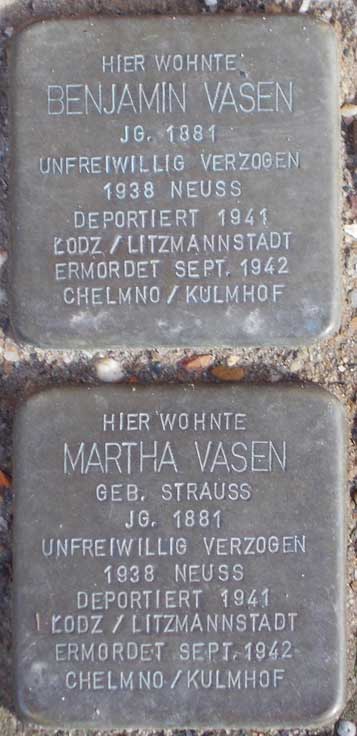 HIER WOHNTE
BENJAMIN VASEN
JG. 1881
UNFREIWILLIG VERZOGEN
1938 NEUSS
DEPORTIERT 1941
ŁODZ / LITZMANNSTADT
ERMORDET SEPT. 1942
CHELMNO / KULMHOF
HIER WOHNTE
MARTHA VASEN
GEB. STRAUSS
JG. 1881
UNFREIWILLIG VERZOGEN
1938 NEUSS
DEPORTIERT 1941
ŁODZ / LITZMANNSTADT
ERMORDET SEPT. 1942
CHELMNO / KULMHOF